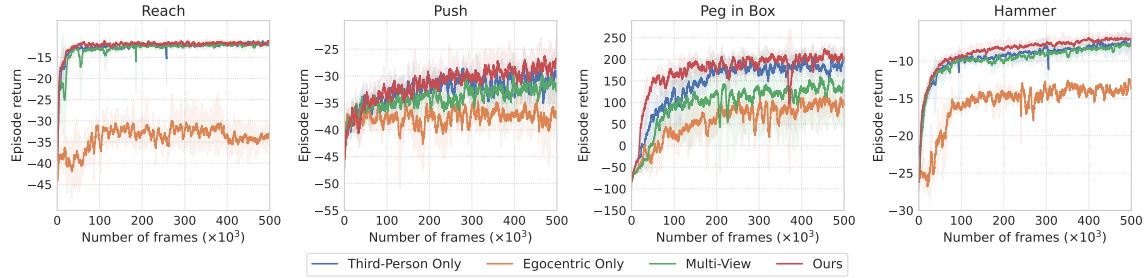 Reach
Push
Peg in Box
Hammer
Episode return
−15
−20
−25
−30
−35
−40
−45
0 100 200 300 400 500
Number of frames (×10³)
Episode return
−25
−30
−35
−40
−45
−50
−55
0 100 200 300 400 500
Number of frames (×10³)
Episode return
250
200
150
100
50
0
−50
−100
−150
0 100 200 300 400 500
Number of frames (×10³)
Episode return
−10
−15
−20
−25
−30
0 100 200 300 400 500
Number of frames (×10³)
Third-Person Only Egocentric Only Multi-View Ours